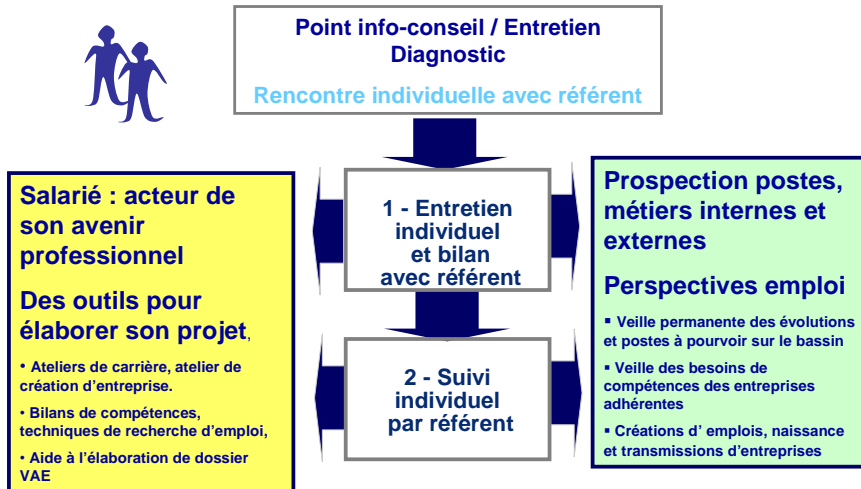 Point info-conseil / Entretien
Diagnostic
Rencontre individuelle avec référent
Salarié : acteur de
son avenir
professionnel
Des outils pour
élaborer son projet,
• Ateliers de carrière, atelier de
création d'entreprise.
• Bilans de compétences,
techniques de recherche d'emploi,
• Aide à l'élaboration de dossier
VAE
1 - Entretien
individuel
et bilan
avec référent
2 - Suivi
individuel
par référent
Prospection postes,
métiers internes et
externes
Perspectives emploi
▪ Veille permanente des évolutions
et postes à pourvoir sur le bassin
▪ Veille des besoins de
compétences des entreprises
adhérentes
▪ Créations d' emplois, naissance
et transmissions d'entreprises